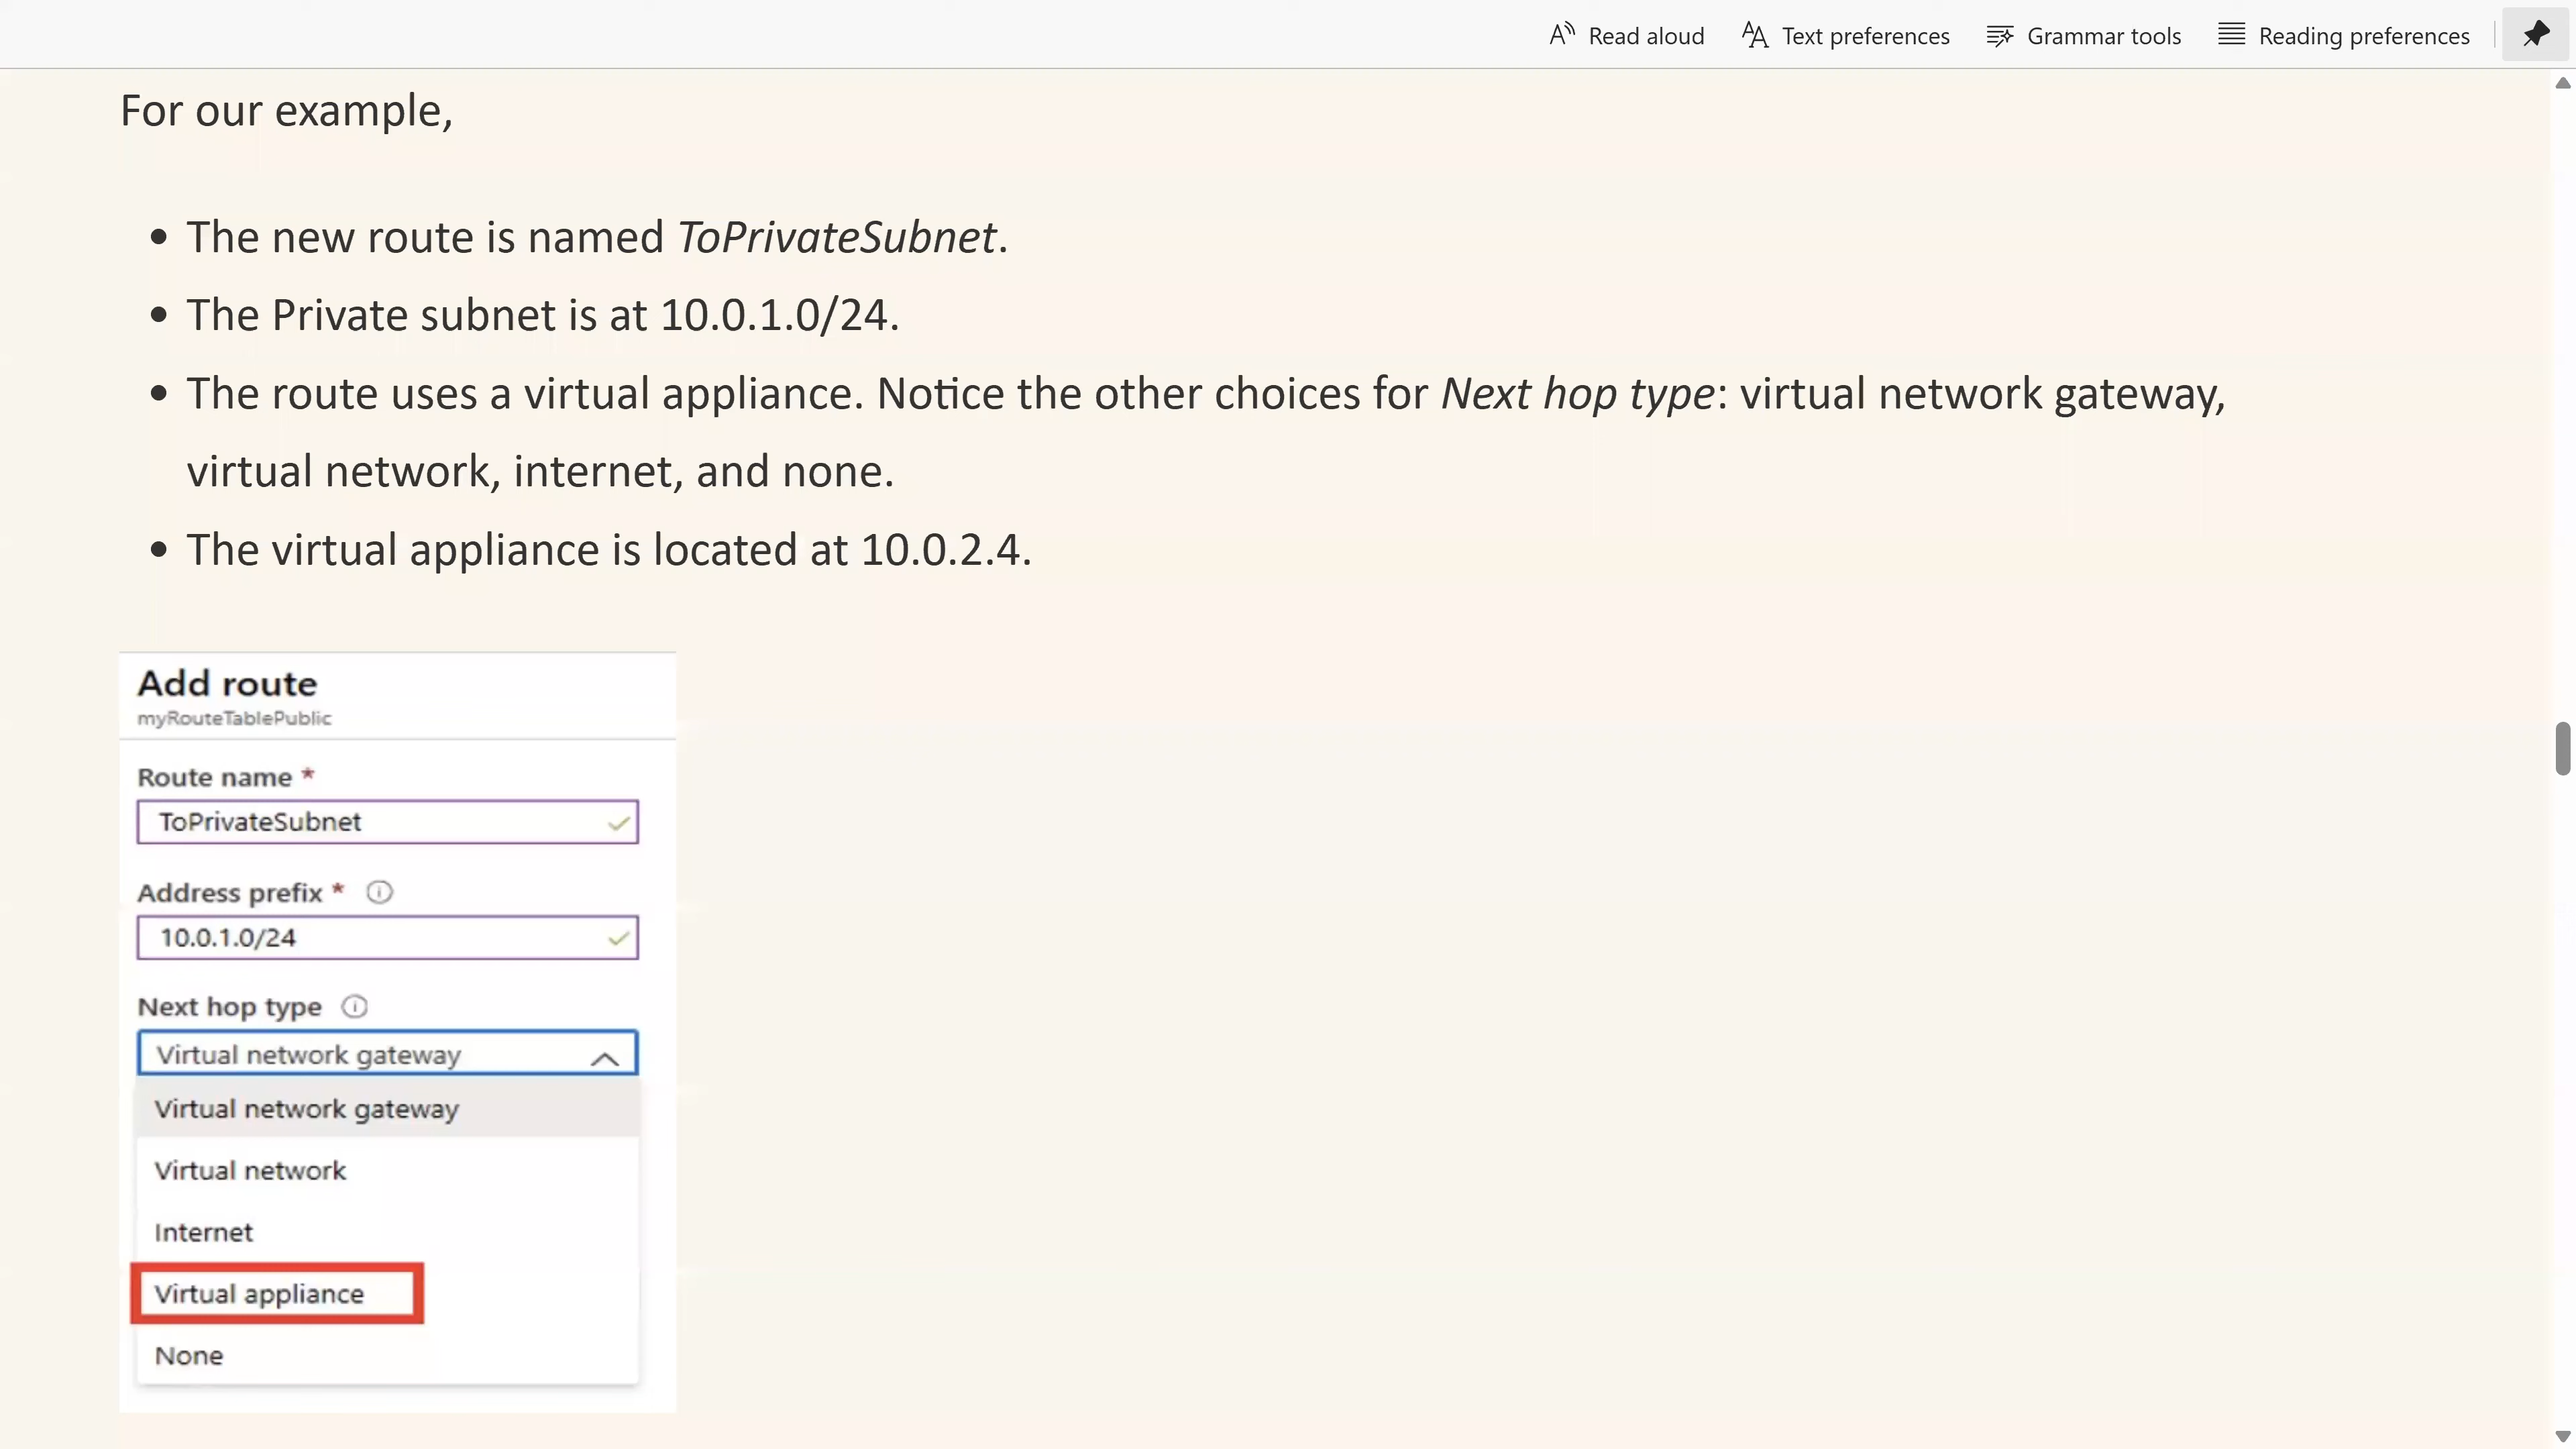 Read aloud Text preferences Grammar tools Reading preferences
For our example,
• The new route is named ToPrivateSubnet.
• The Private subnet is at 10.0.1.0/24.
• The route uses a virtual appliance. Notice the other choices for Next hop type: virtual network gateway,
virtual network, internet, and none.
• The virtual appliance is located at 10.0.2.4.
Add route
myRouteTablePublic
Route name *
ToPrivateSubnet
Address prefix *
10.0.1.0/24
Next hop type
Virtual network gateway
Virtual network gateway
Virtual network
Internet
Virtual appliance
None